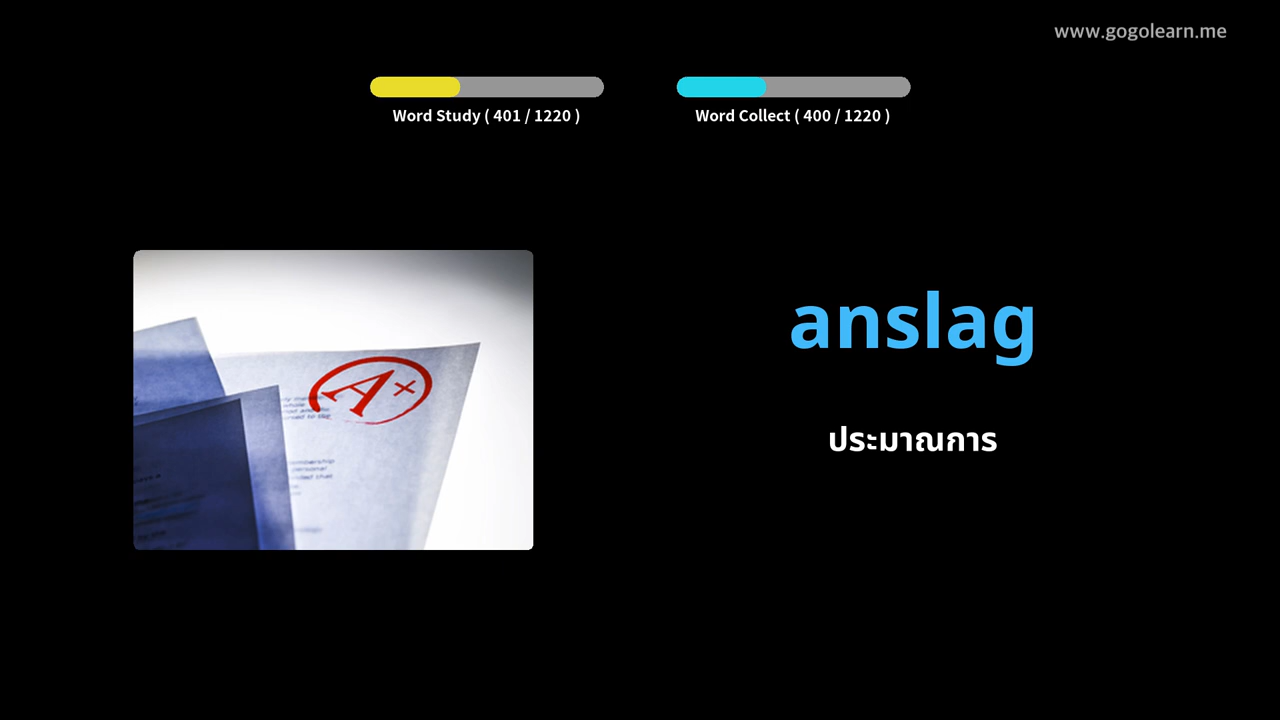 www.gogolearn.me
Word Study ( 401 / 1220 )
Word Collect ( 400 / 1220 )
A+
anslag
ประมาณการ